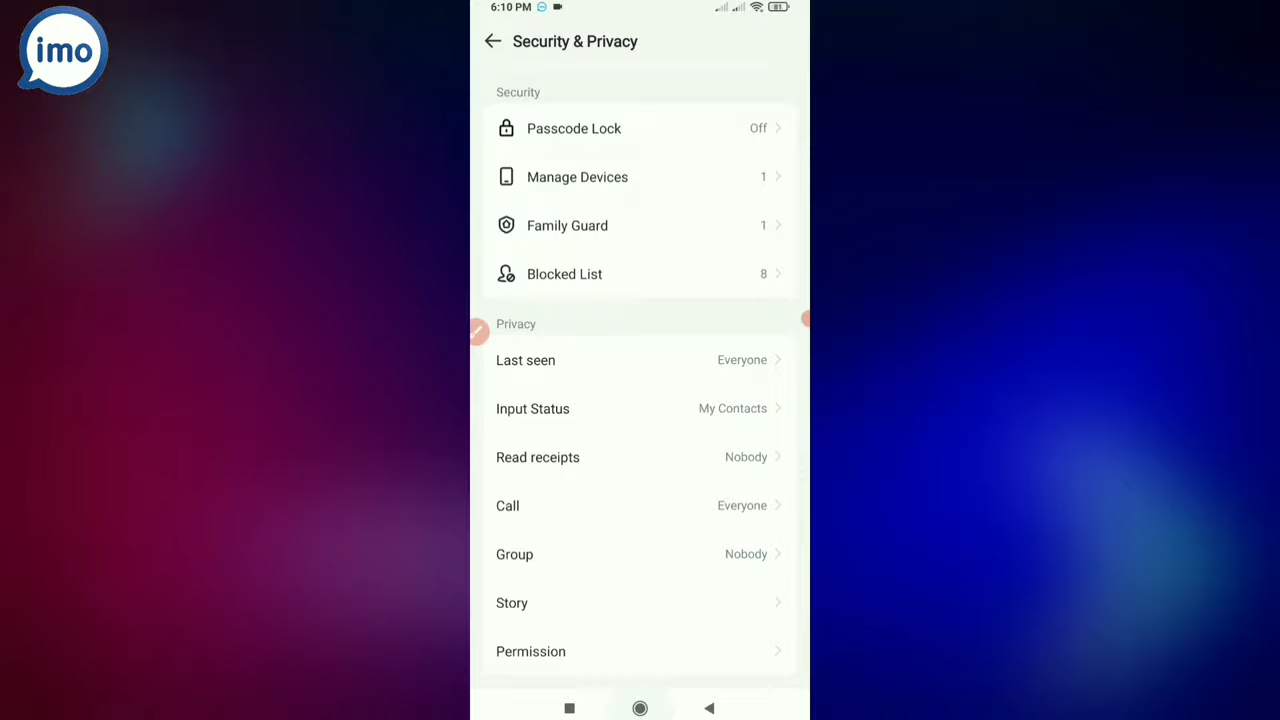 imo
6:10 PM 81
Security & Privacy
Security
Passcode Lock Off
Manage Devices 1
Family Guard 1
Blocked List 8
Privacy
Last seen Everyone
Input Status My Contacts
Read receipts Nobody
Call Everyone
Group Nobody
Story
Permission